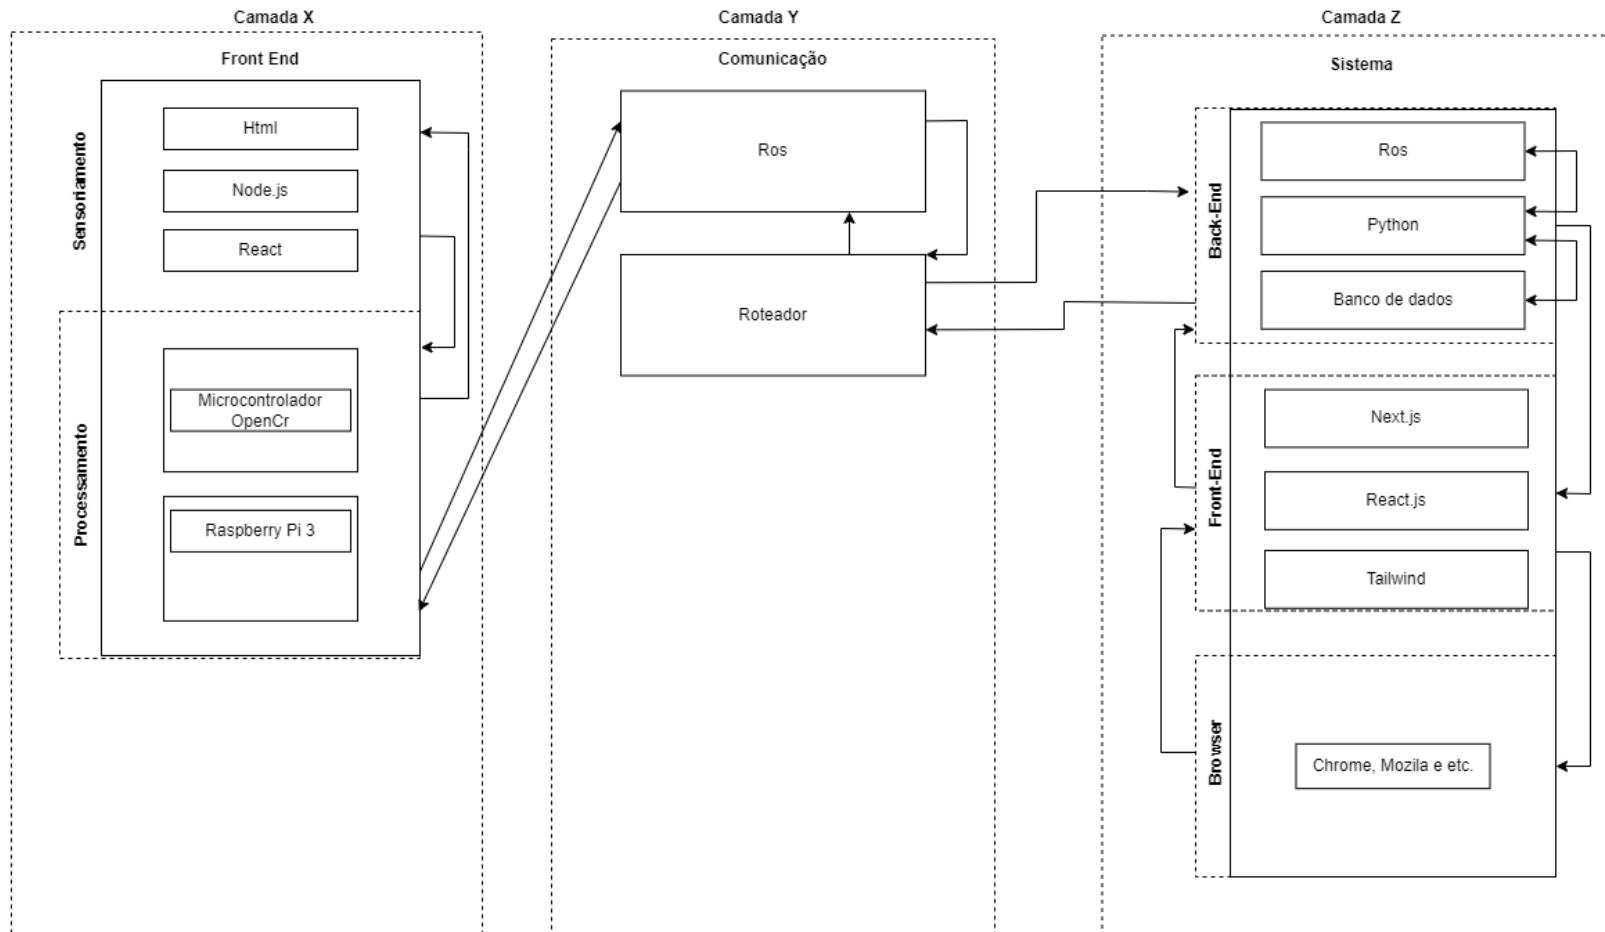 Camada X
Front End
Sensoriamento
Html
Node.js
React
Processamento
Microcontrolador
OpenCr
Raspberry Pi 3
Camada Y
Comunicação
Ros
Roteador
Camada Z
Sistema
Back-End
Ros
Python
Banco de dados
Front-End
Next.js
React.js
Tailwind
Browser
Chrome, Mozila e etc.